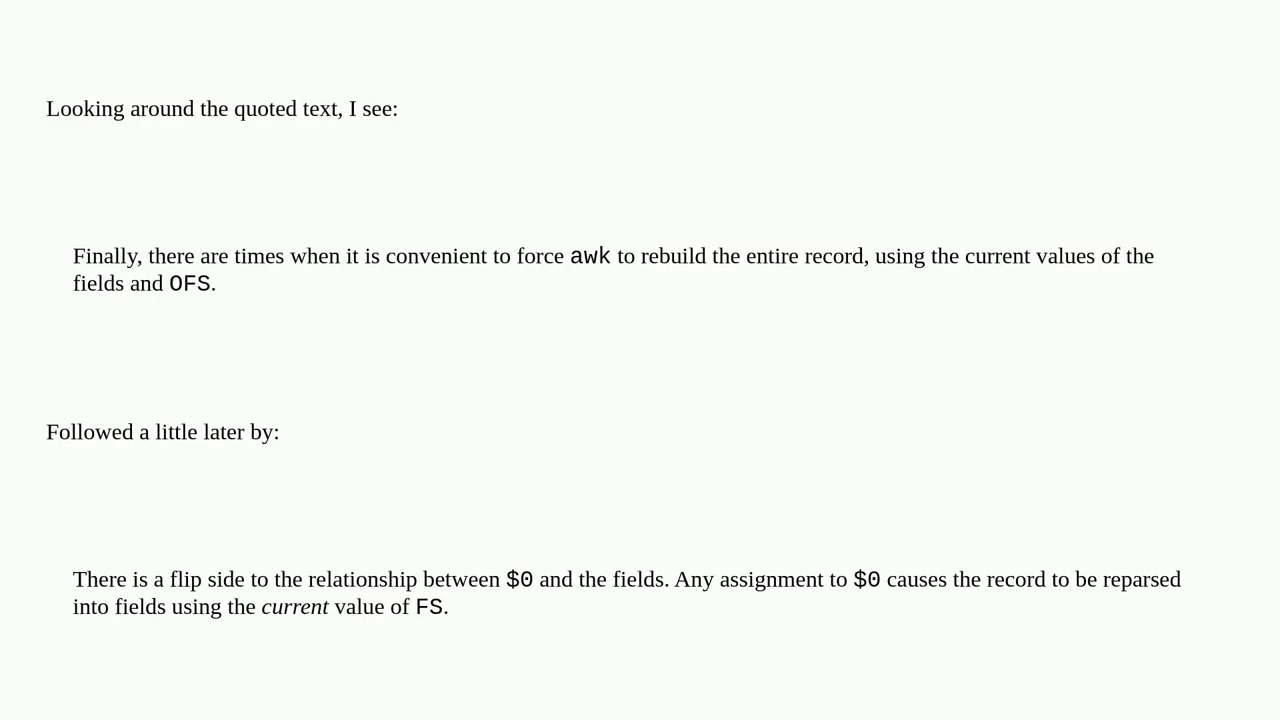 Looking around the quoted text, I see:
Finally, there are times when it is convenient to force awk to rebuild the entire record, using the current values of the
fields and OFS.
Followed a little later by:
There is a flip side to the relationship between $0 and the fields. Any assignment to $0 causes the record to be reparsed
into fields using the current value of FS.